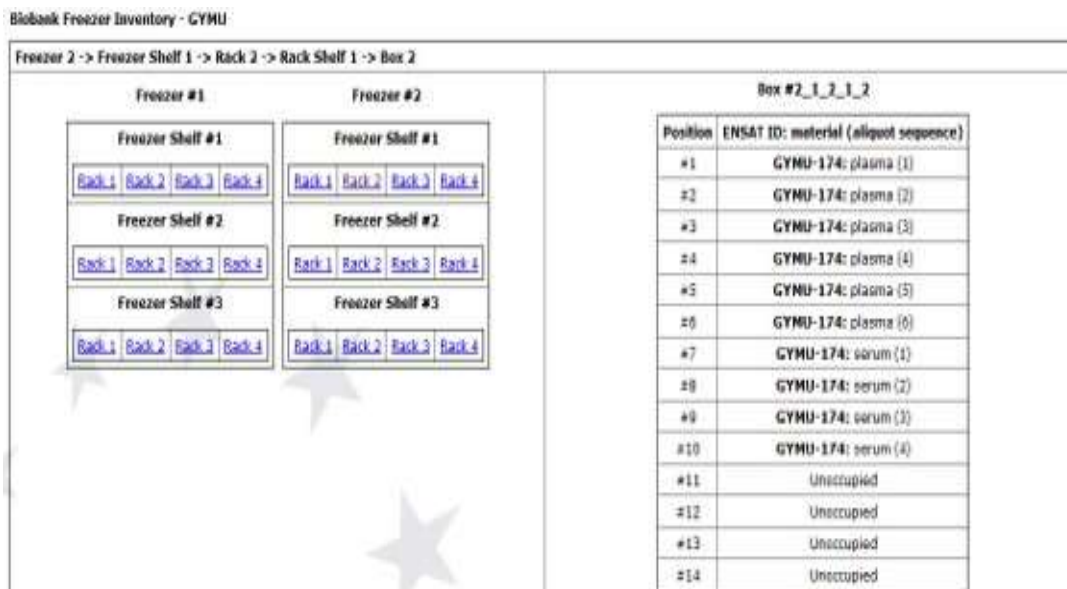 Biobank Freezer Inventory - GYMU
Freezer 2 -> Freezer Shelf 1 -> Rack 2 -> Rack Shelf 1 -> Box 2
Freezer #1
Freezer Shelf #1
Rack 1 Rack 2 Rack 3 Rack 4
Freezer Shelf #2
Rack 1 Rack 2 Rack 3 Rack 4
Freezer Shelf #3
Rack 1 Rack 2 Rack 3 Rack 4
Freezer #2
Freezer Shelf #1
Rack 1 Rack 2 Rack 3 Rack 4
Freezer Shelf #2
Rack 1 Rack 2 Rack 3 Rack 4
Freezer Shelf #3
Rack 1 Rack 2 Rack 3 Rack 4
Box #2_1_2_1_2
Position ENSAT ID: material (aliquot sequence)
#1 GYMU-174: plasma (1)
#2 GYMU-174: plasma (2)
#3 GYMU-174: plasma (3)
#4 GYMU-174: plasma (4)
#5 GYMU-174: plasma (5)
#6 GYMU-174: plasma (6)
#7 GYMU-174: serum (1)
#8 GYMU-174: serum (2)
#9 GYMU-174: serum (3)
#10 GYMU-174: serum (4)
#11 Unoccupied
#12 Unoccupied
#13 Unoccupied
#14 Unoccupied